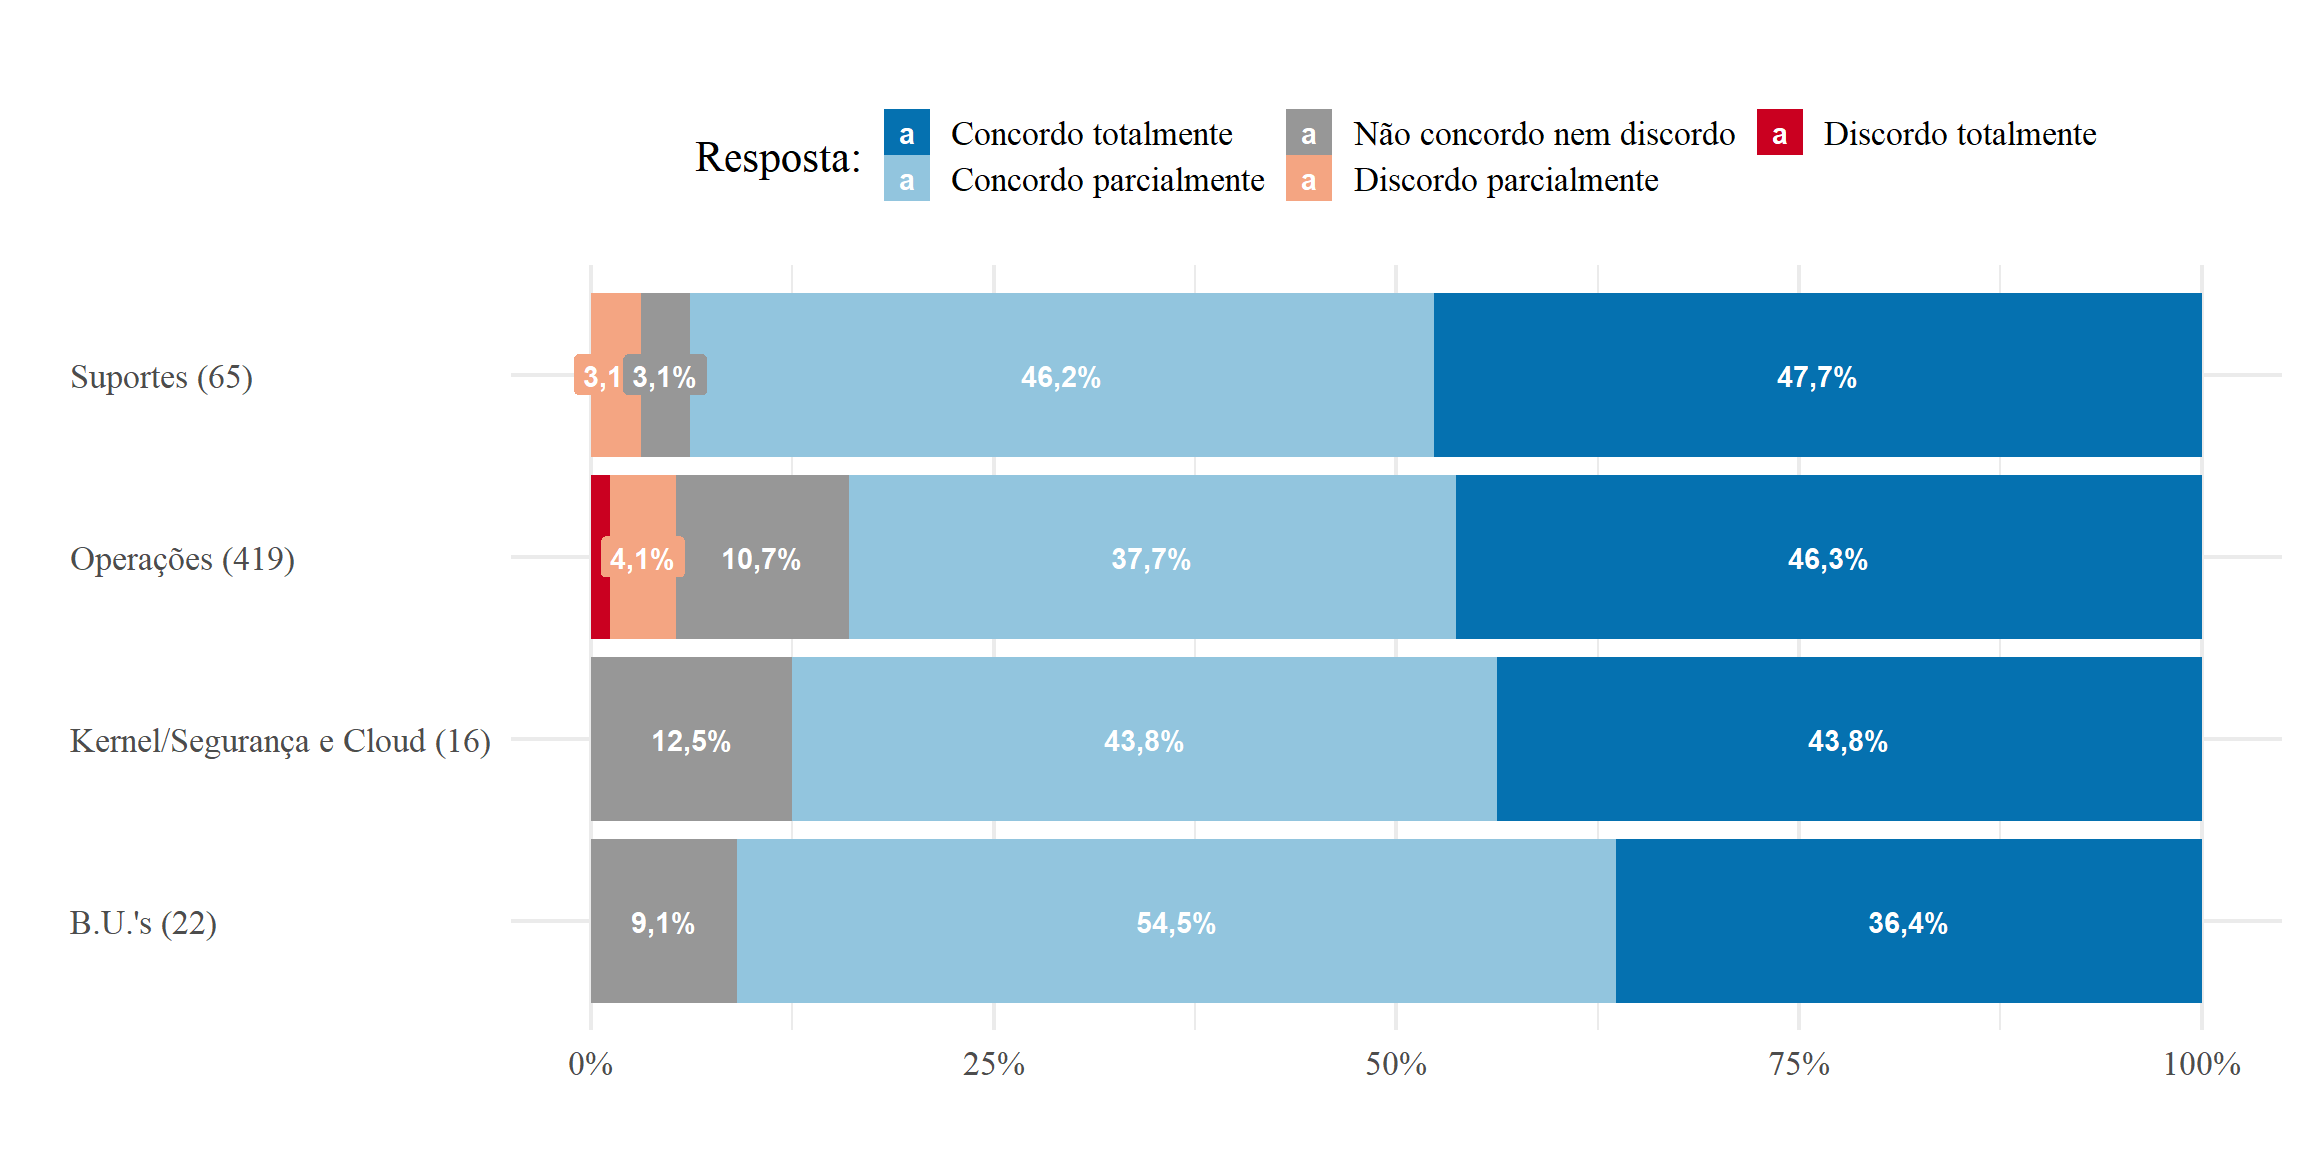 Resposta:
a Concordo totalmente a Não concordo nem discordo a Discordo totalmente
a Concordo parcialmente a Discordo parcialmente
Suportes (65) 3,1 3,1% 46,2% 47,7%
Operações (419) 4,1% 10,7% 37,7% 46,3%
Kernel/Segurança e Cloud (16) 12,5% 43,8% 43,8%
B.U.'s (22) 9,1% 54,5% 36,4%
0% 25% 50% 75% 100%